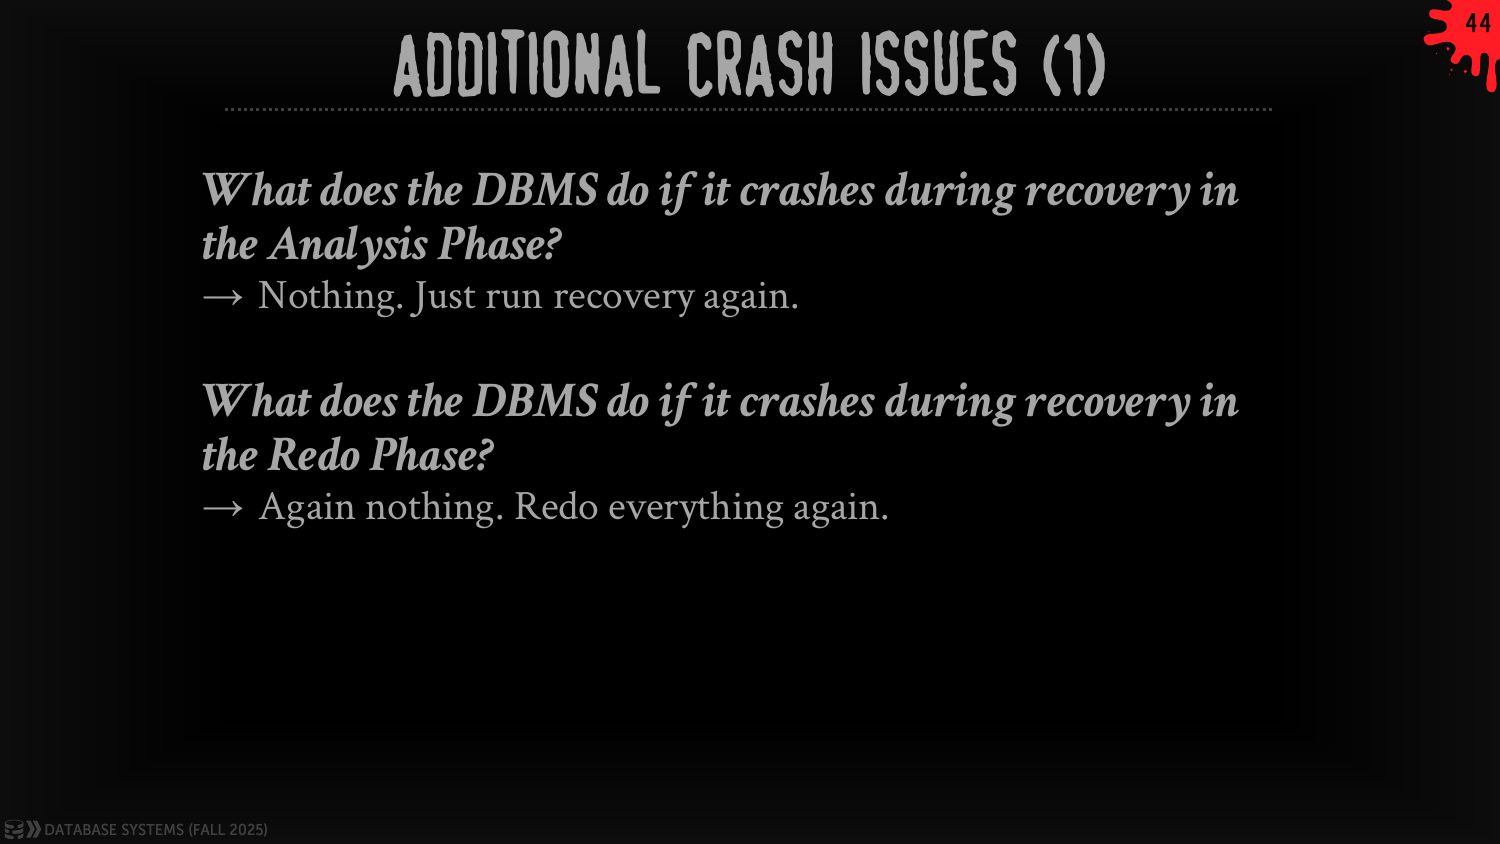 44
ADDITIONAL CRASH ISSUES (1)
What does the DBMS do if it crashes during recovery in
the Analysis Phase?
→ Nothing. Just run recovery again.
What does the DBMS do if it crashes during recovery in
the Redo Phase?
→ Again nothing. Redo everything again.
DATABASE SYSTEMS (FALL 2025)